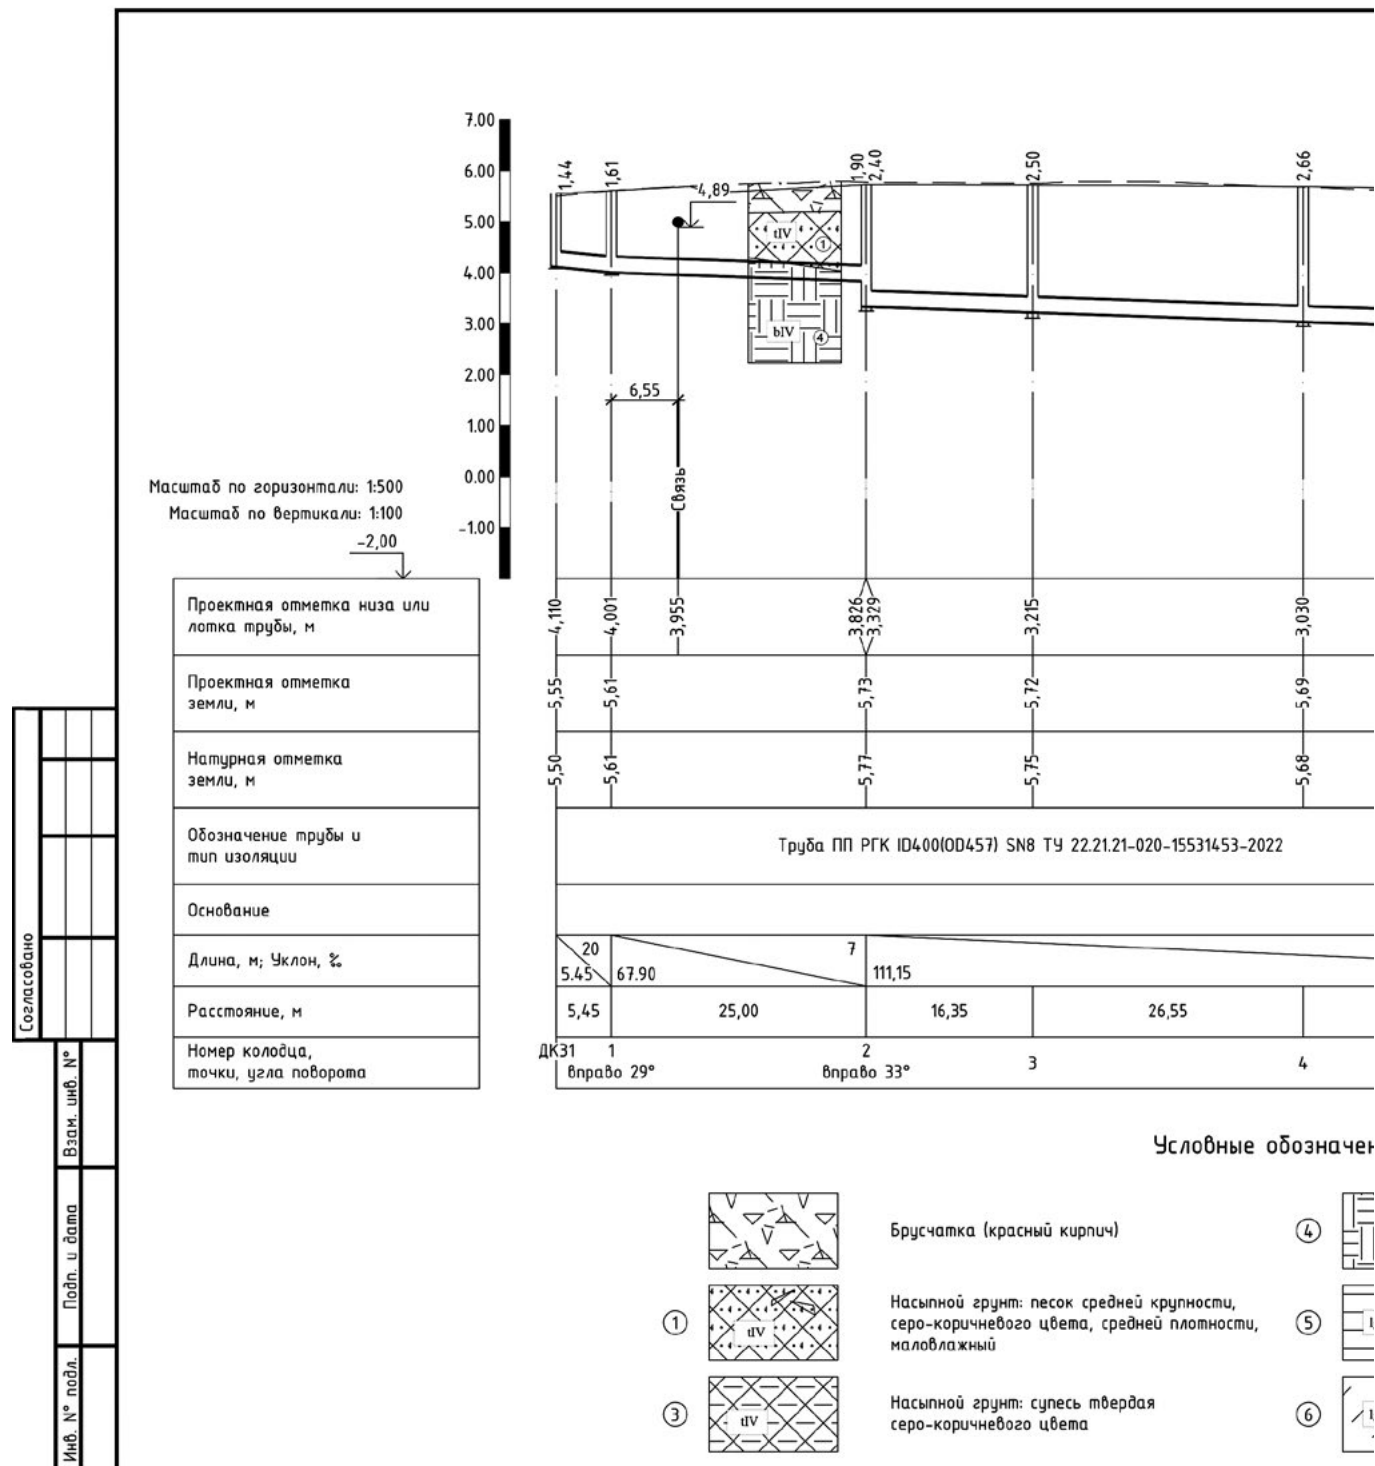 7.00
6.00
5.00
4.00
3.00
2.00
1.00
0.00
-1.00
1,44
1,61
4,89
1,90
2,40
2,50
2,66
tIV
1
bIV
4
6,55
Связь
Масштаб по горизонтали: 1:500
Масштаб по вертикали: 1:100
-2,00
Проектная отметка низа или
лотка трубы, м
4,110
4,001
3,955
3,826
3,329
3,215
3,030
Проектная отметка
земли, м
5,55
5,61
5,73
5,72
5,69
Натурная отметка
земли, м
5,50
5,61
5,77
5,75
5,68
Обозначение трубы и
тип изоляции
Труба ПП РГК ID400(OD457) SN8 ТУ 22.21.21-020-15531453-2022
Основание
Длина, м; Уклон, ‰
20
5.45
67.90
7
111,15
Расстояние, м
5,45
25,00
16,35
26,55
Номер колодца,
точки, угла поворота
ДК31
1
вправо 29°
2
вправо 33°
3
4
Согласовано
Взам. инв. N°
Подп. и дата
Инв. N° подл.
Условные обозначен
Брусчатка (красный кирпич)
4
1
tIV
Насыпной грунт: песок средней крупности,
серо-коричневого цвета, средней плотности,
маловлажный
5
3
tIV
Насыпной грунт: супесь твердая
серо-коричневого цвета
6